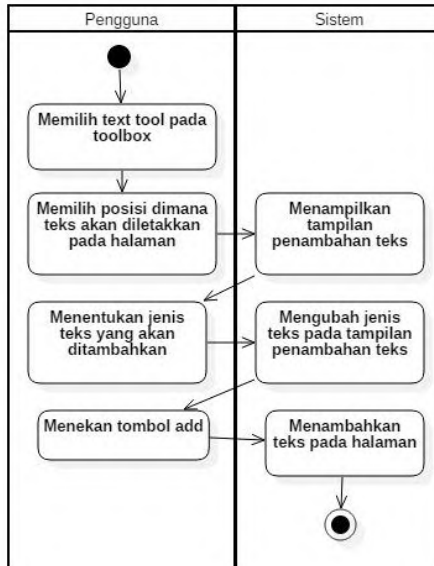 Pengguna
Sistem
Memilih text tool pada
toolbox
Memilih posisi dimana
teks akan diletakkan
pada halaman
Menampilkan
tampilan
penambahan teks
Menentukan jenis
teks yang akan
ditambahkan
Mengubah jenis
teks pada tampilan
penambahan teks
Menekan tombol add
Menambahkan
teks pada halaman